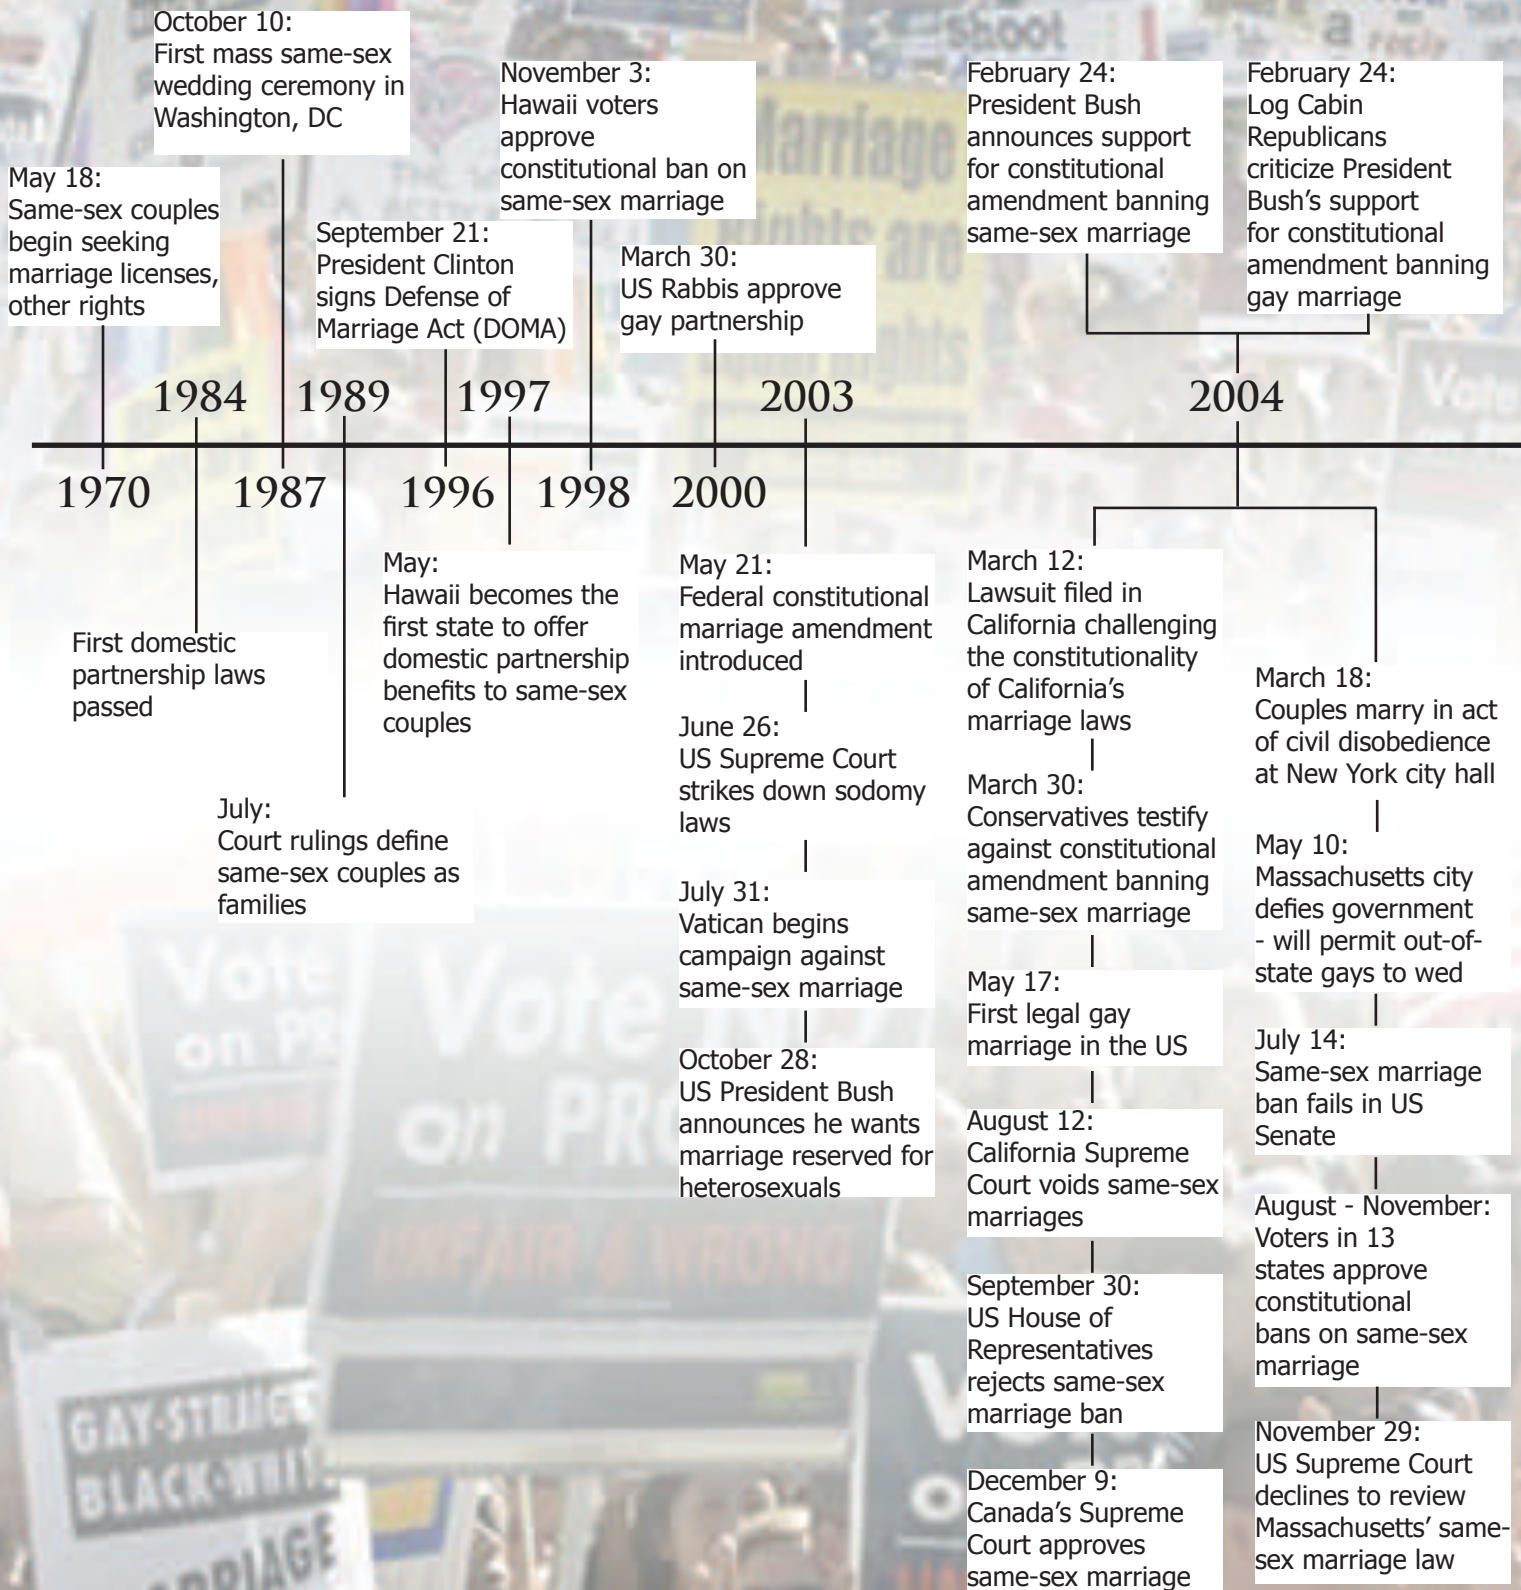 October 10:
First mass same-sex
wedding ceremony in
Washington, DC
November 3:
Hawaii voters
approve
constitutional ban on
same-sex marriage
February 24:
President Bush
announces support
for constitutional
amendment banning
same-sex marriage
February 24:
Log Cabin
Republicans
criticize President
Bush’s support
for constitutional
amendment banning
gay marriage
May 18:
Same-sex couples
begin seeking
marriage licenses,
other rights
September 21:
President Clinton
signs Defense of
Marriage Act (DOMA)
March 30:
US Rabbis approve
gay partnership
1984
1989
1997
2003
2004
1970
1987
1996
1998
2000
First domestic
partnership laws
passed
July:
Court rulings define
same-sex couples as
families
May:
Hawaii becomes the
first state to offer
domestic partnership
benefits to same-sex
couples
May 21:
Federal constitutional
marriage amendment
introduced
June 26:
US Supreme Court
strikes down sodomy
laws
July 31:
Vatican begins
campaign against
same-sex marriage
October 28:
US President Bush
announces he wants
marriage reserved for
heterosexuals
March 12:
Lawsuit filed in
California challenging
the constitutionality
of California’s
marriage laws
March 30:
Conservatives testify
against constitutional
amendment banning
same-sex marriage
May 17:
First legal gay
marriage in the US
August 12:
California Supreme
Court voids same-sex
marriages
September 30:
US House of
Representatives
rejects same-sex
marriage ban
December 9:
Canada’s Supreme
Court approves
same-sex marriage
March 18:
Couples marry in act
of civil disobedience
at New York city hall
May 10:
Massachusetts city
defies government
- will permit out-of-
state gays to wed
July 14:
Same-sex marriage
ban fails in US
Senate
August - November:
Voters in 13
states approve
constitutional
bans on same-sex
marriage
November 29:
US Supreme Court
declines to review
Massachusetts’ same-
sex marriage law
shoot
a
Marriage
Rights are
Vote
on
Vote
on
UNFAIR & WRONG